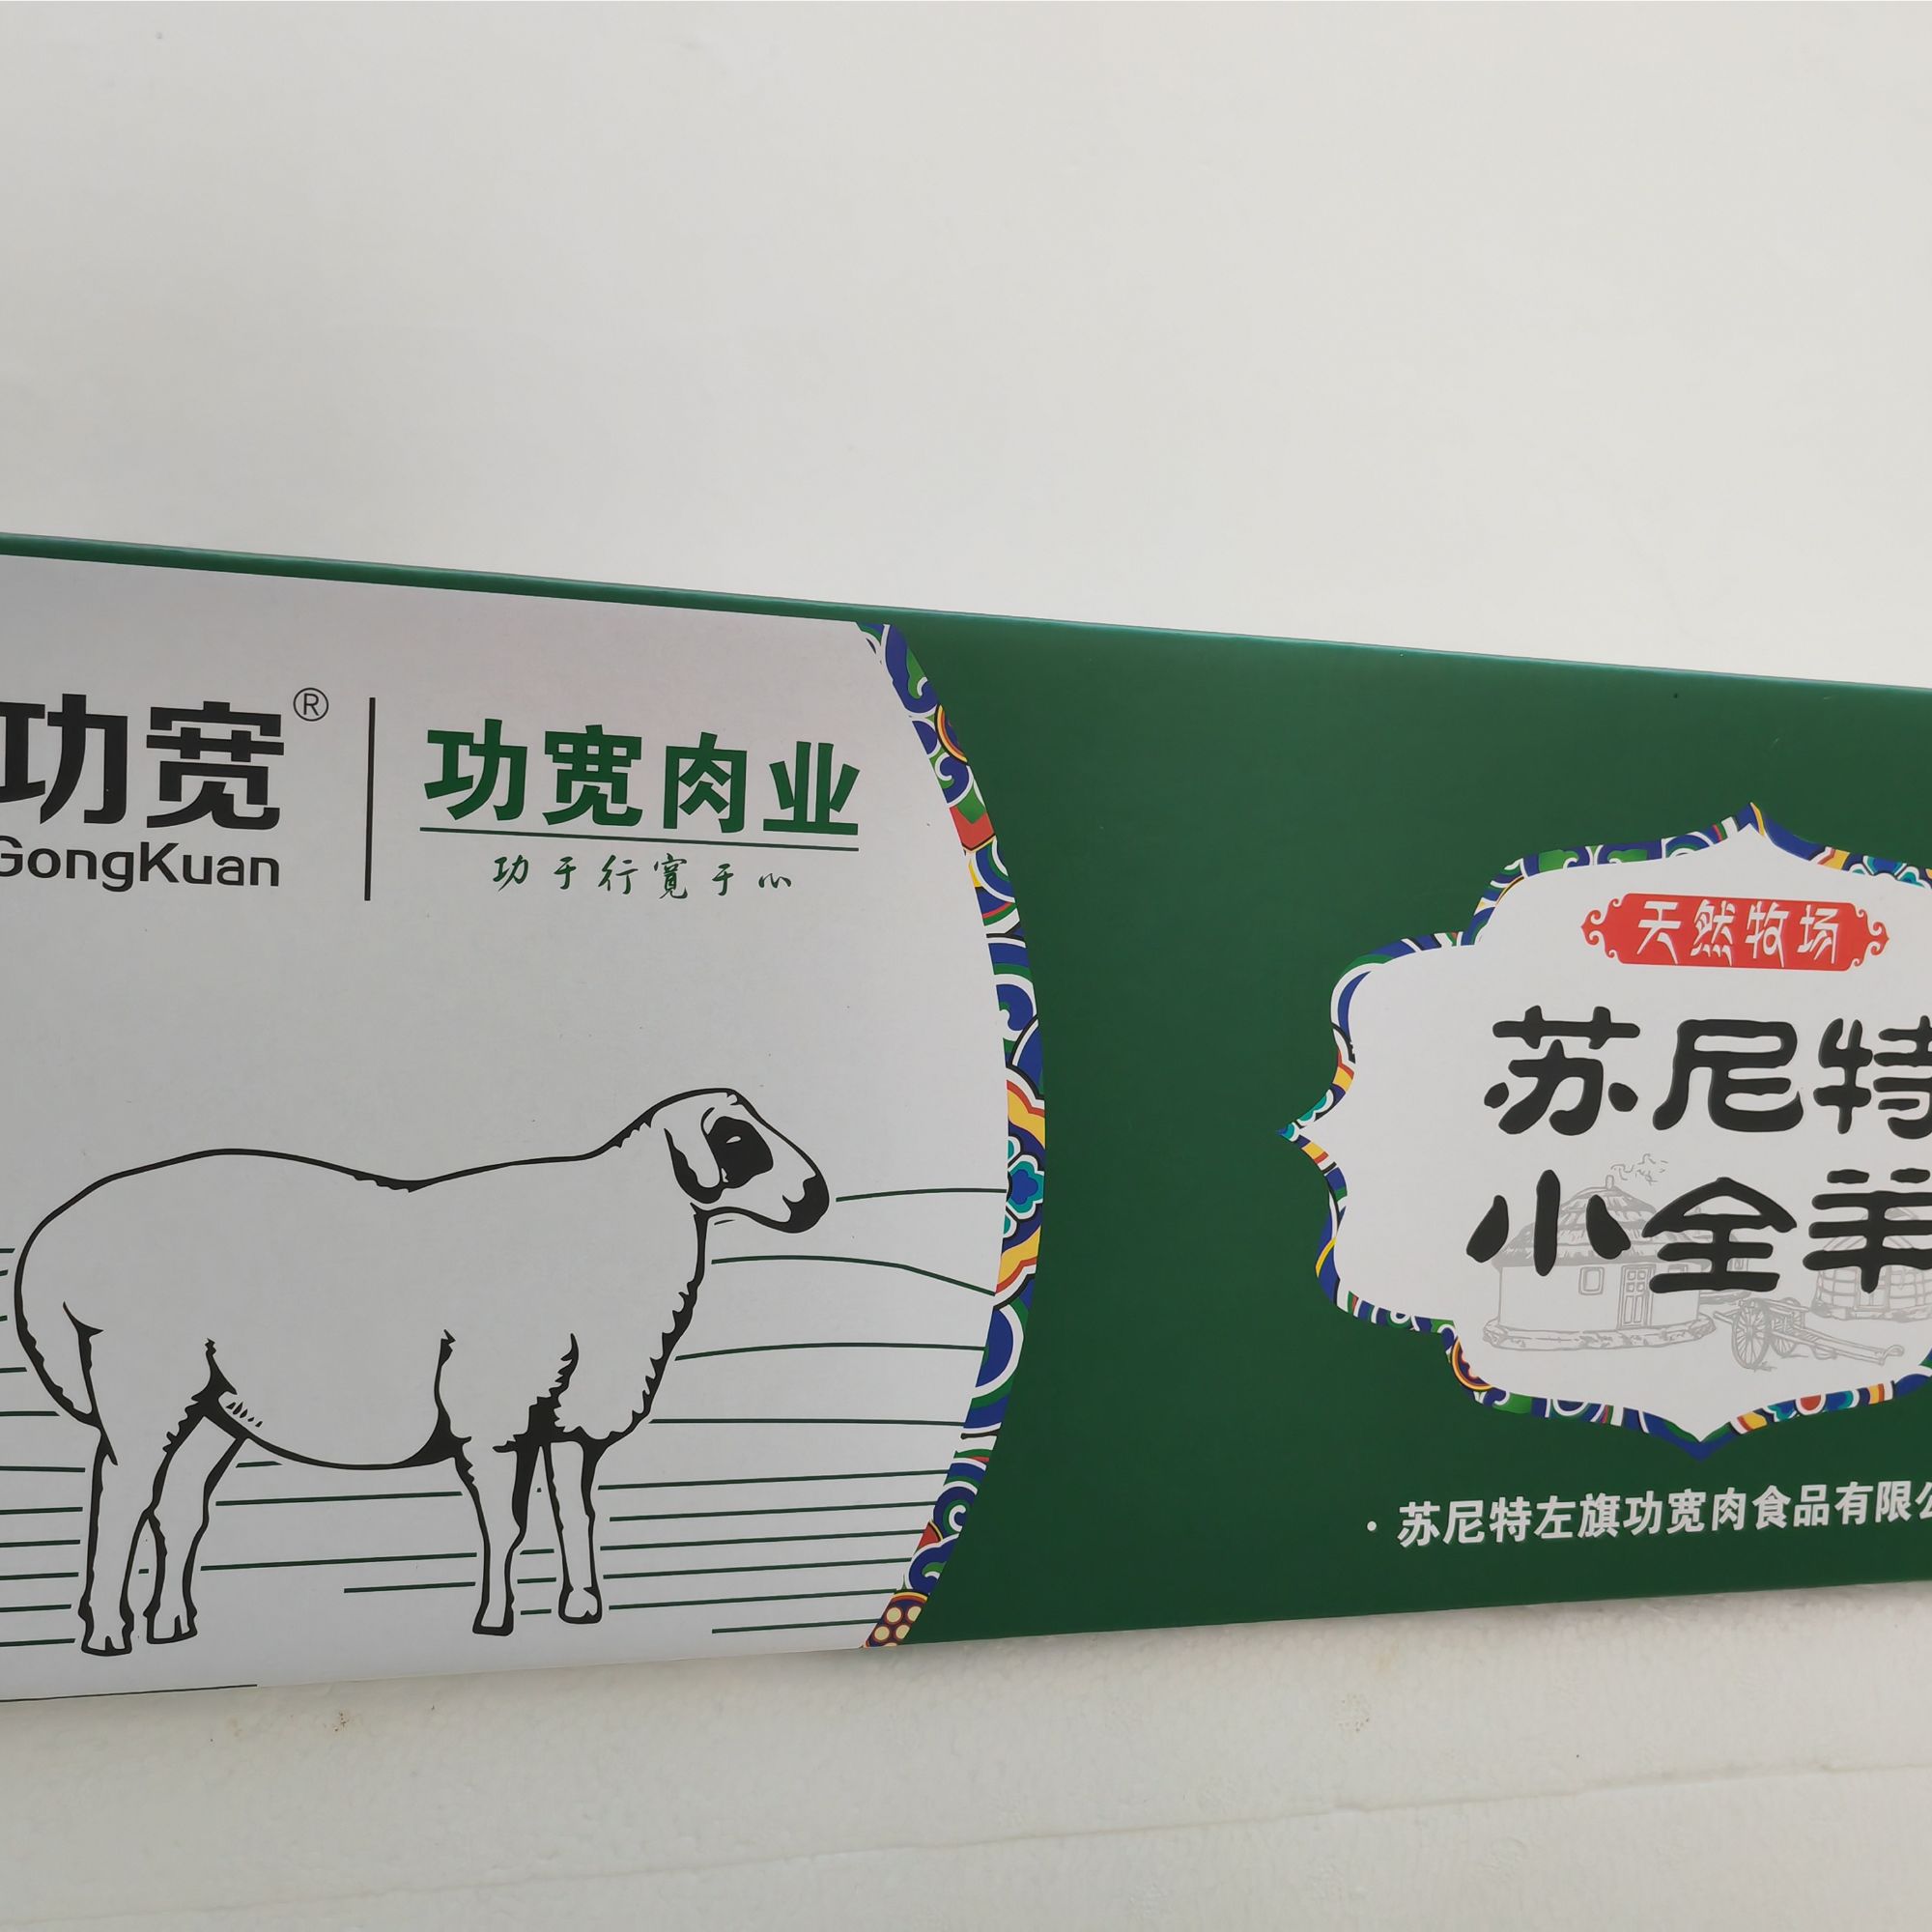 功宽®
GongKuan
功宽肉业
功于行寬于心
天然牧场
苏尼特
小全羊
·苏尼特左旗功宽肉食品有限公